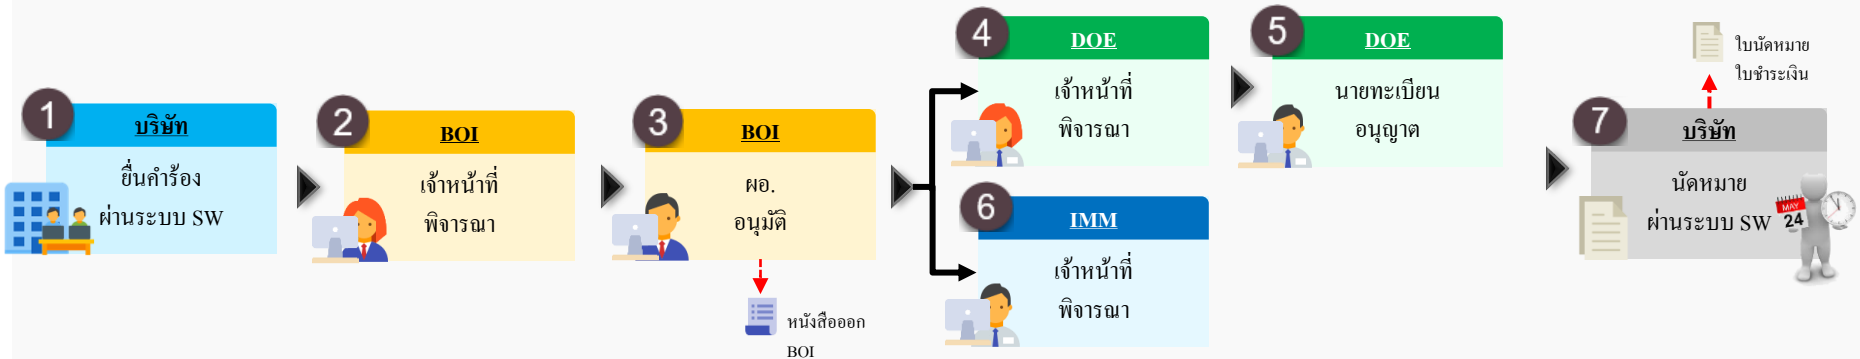 1
บริษัท
ยื่นคำร้อง
ผ่านระบบ SW
2
BOI
เจ้าหน้าที่
พิจารณา
3
BOI
ผอ.
อนุมัติ
หนังสือออก
BOI
4
DOE
เจ้าหน้าที่
พิจารณา
5
DOE
นายทะเบียน
อนุญาต
6
IMM
เจ้าหน้าที่
พิจารณา
7
บริษัท
นัดหมาย
ผ่านระบบ SW
MAY
24
ใบนัดหมาย
ใบชำระเงิน